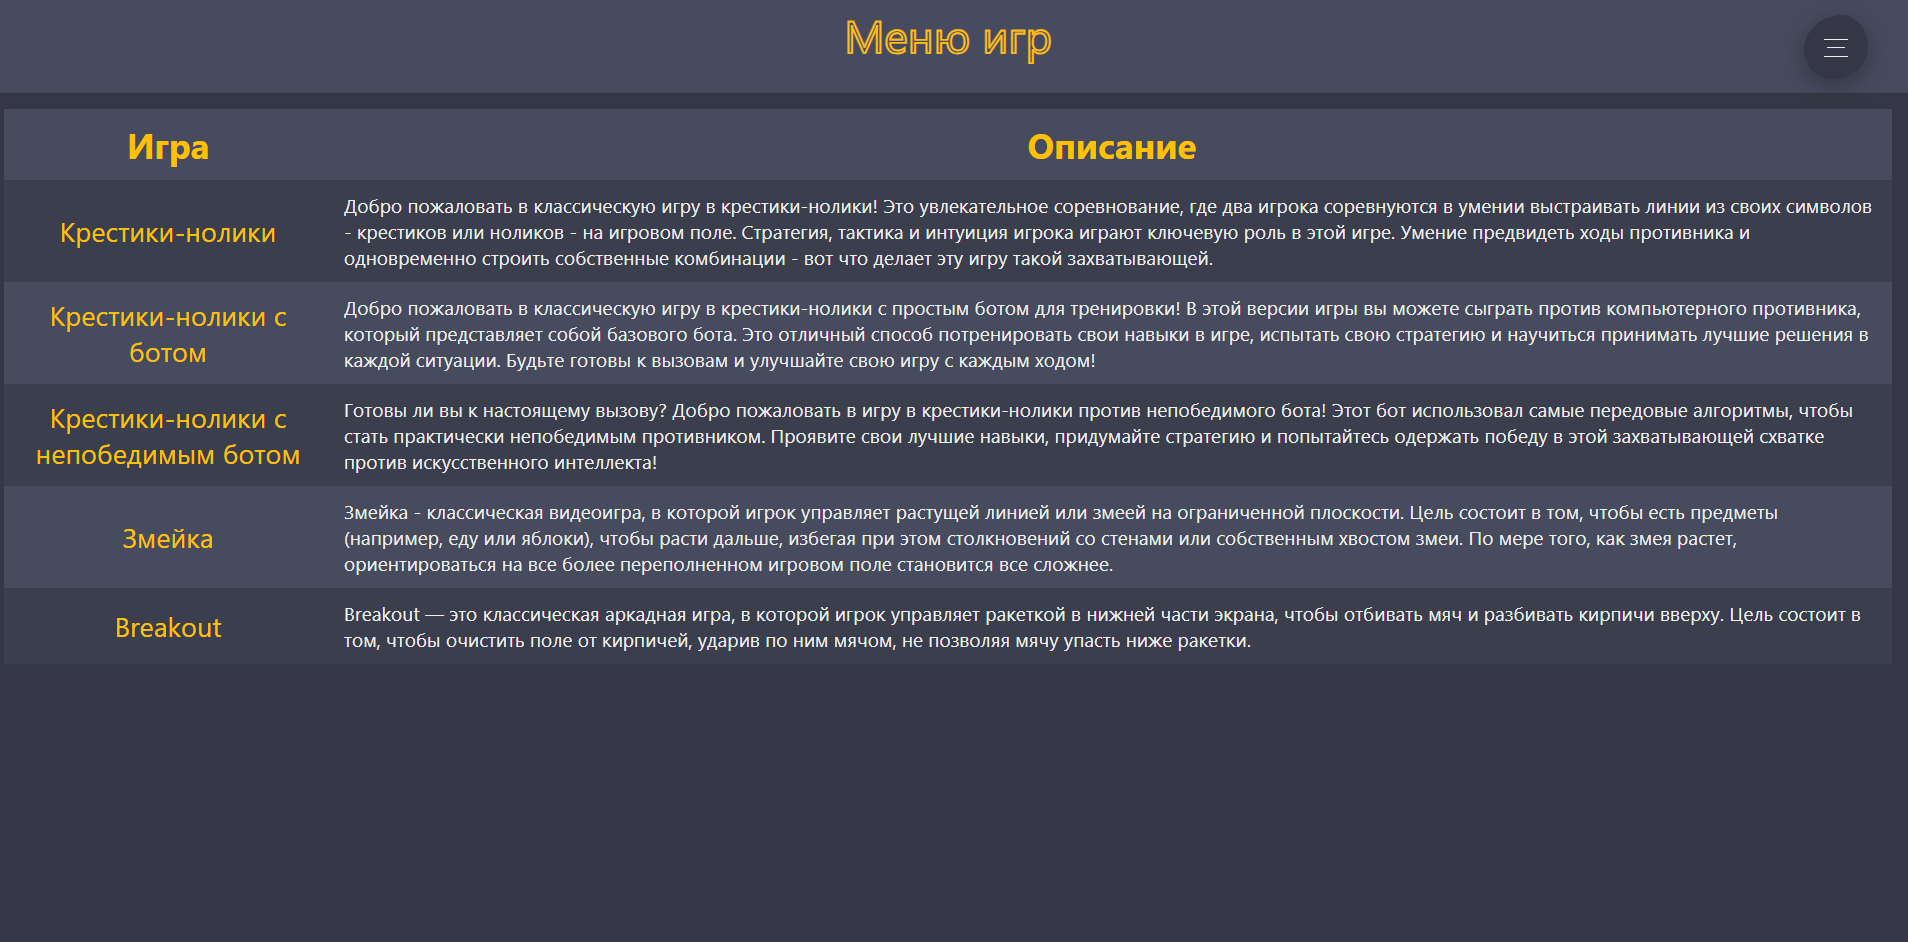 Меню игр
Игра
Описание
Крестики-нолики
Добро пожаловать в классическую игру в крестики-нолики! Это увлекательное соревнование, где два игрока соревнуются в умении выстраивать линии из своих символов
- крестиков или ноликов - на игровом поле. Стратегия, тактика и интуиция игрока играют ключевую роль в этой игре. Умение предвидеть ходы противника и
одновременно строить собственные комбинации - вот что делает эту игру такой захватывающей.
Крестики-нолики с
ботом
Добро пожаловать в классическую игру в крестики-нолики с простым ботом для тренировки! В этой версии игры вы можете сыграть против компьютерного противника,
который представляет собой базового бота. Это отличный способ потренировать свои навыки в игре, испытать свою стратегию и научиться принимать лучшие решения в
каждой ситуации. Будьте готовы к вызовам и улучшайте свою игру с каждым ходом!
Крестики-нолики с
непобедимым ботом
Готовы ли вы к настоящему вызову? Добро пожаловать в игру в крестики-нолики против непобедимого бота! Этот бот использовал самые передовые алгоритмы, чтобы
стать практически непобедимым противником. Проявите свои лучшие навыки, придумайте стратегию и попытайтесь одержать победу в этой захватывающей схватке
против искусственного интеллекта!
Змейка
Змейка - классическая видеоигра, в которой игрок управляет растущей линией или змеей на ограниченной плоскости. Цель состоит в том, чтобы есть предметы
(например, еду или яблоки), чтобы расти дальше, избегая при этом столкновений со стенами или собственным хвостом змеи. По мере того, как змея растет,
ориентироваться на все более переполненном игровом поле становится все сложнее.
Breakout
Breakout — это классическая аркадная игра, в которой игрок управляет ракеткой в нижней части экрана, чтобы отбивать мяч и разбивать кирпичи вверху. Цель состоит в
том, чтобы очистить поле от кирпичей, ударив по ним мячом, не позволяя мячу упасть ниже ракетки.